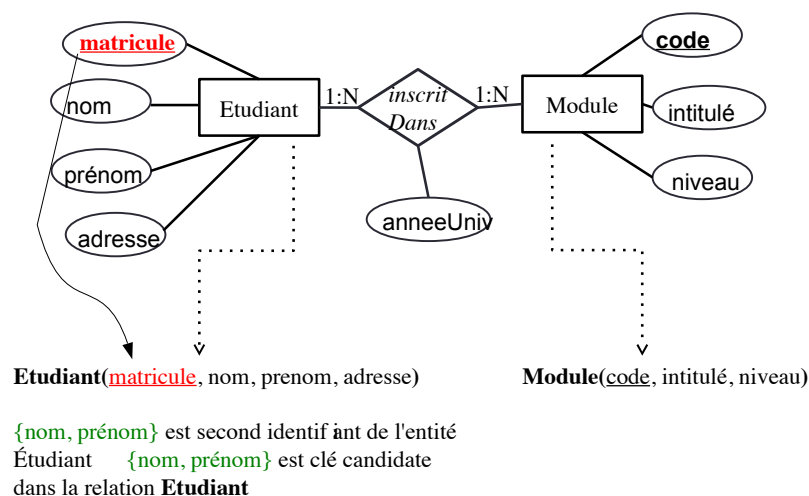 matricule
code
nom
Etudiant
1:N
inscrit
Dans
1:N
Module
intitulé
prénom
niveau
adresse
anneeUniv
Etudiant(matricule, nom, prenom, adresse)
Module(code, intitulé, niveau)
{nom, prénom} est second identifiant de l'entité
Étudiant {nom, prénom} est clé candidate
dans la relation Etudiant